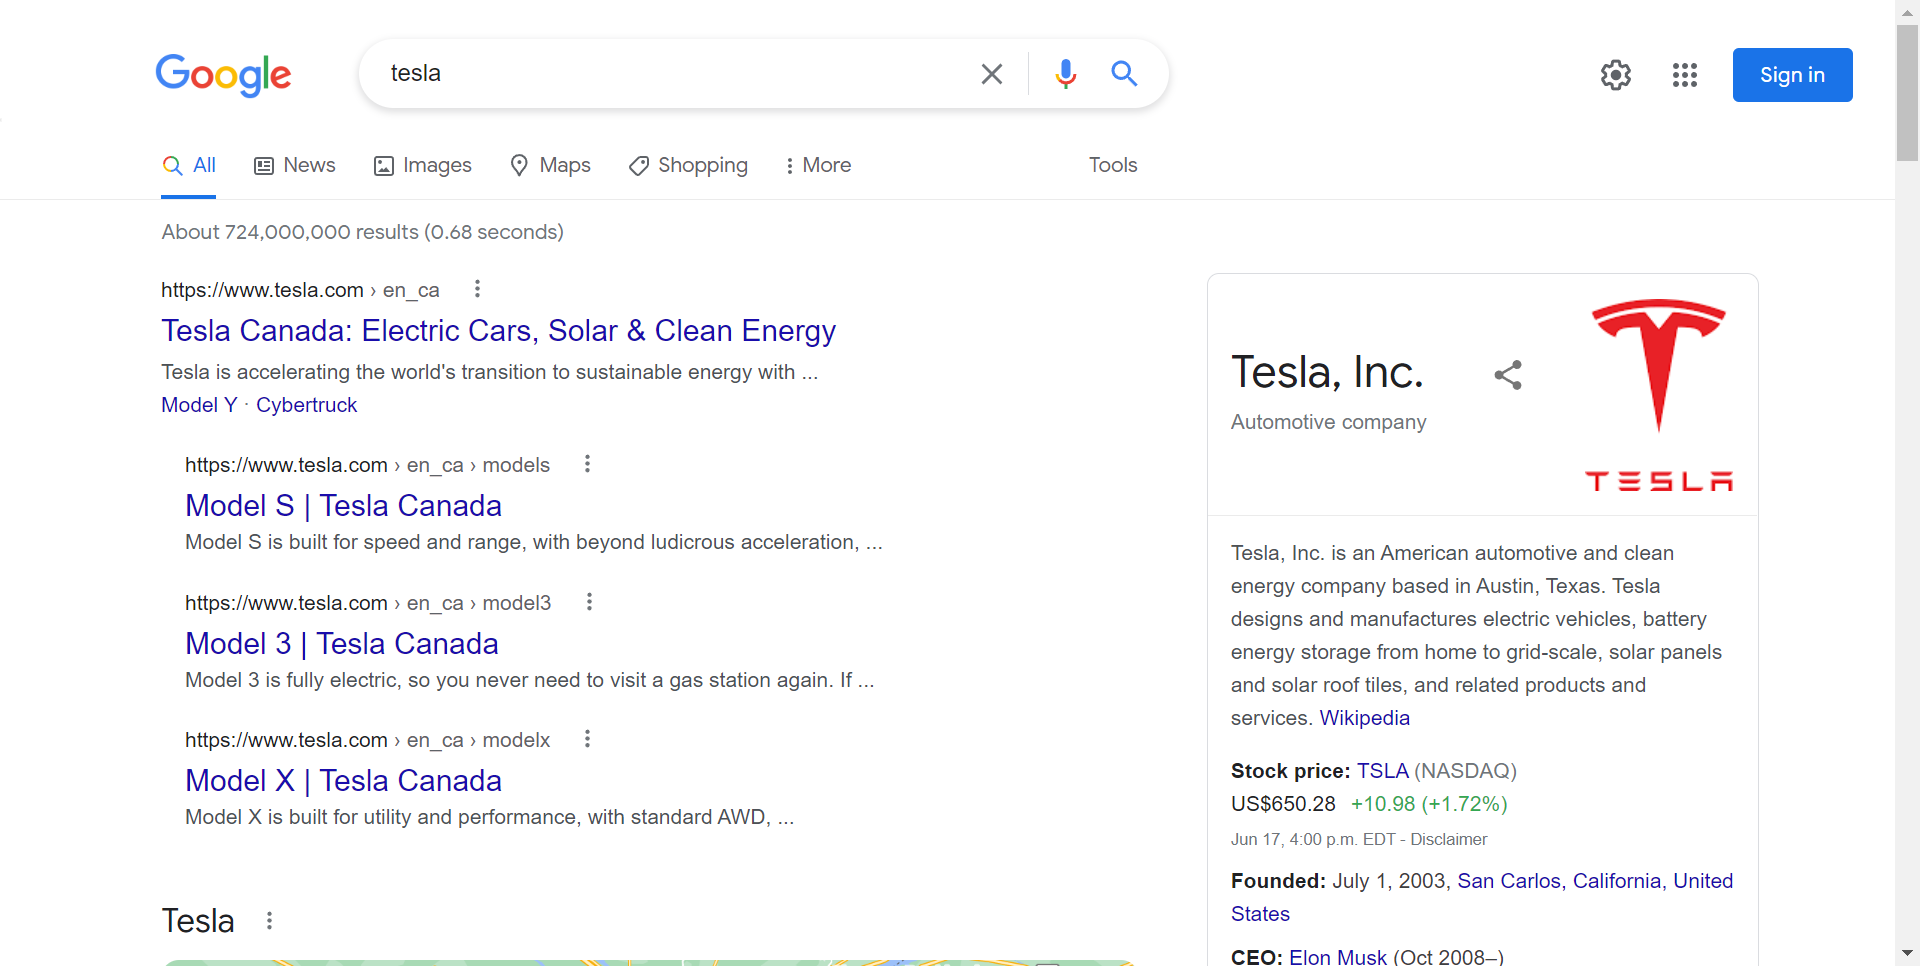 Google
tesla
Sign in
All News Images Maps Shopping More Tools
About 724,000,000 results (0.68 seconds)
https://www.tesla.com › en_ca
Tesla Canada: Electric Cars, Solar & Clean Energy
Tesla is accelerating the world's transition to sustainable energy with ...
Model Y · Cybertruck
https://www.tesla.com › en_ca › models
Model S | Tesla Canada
Model S is built for speed and range, with beyond ludicrous acceleration, ...
https://www.tesla.com › en_ca › model3
Model 3 | Tesla Canada
Model 3 is fully electric, so you never need to visit a gas station again. If ...
https://www.tesla.com › en_ca › modelx
Model X | Tesla Canada
Model X is built for utility and performance, with standard AWD, ...
Tesla
Tesla, Inc.
Automotive company
TESLA
Tesla, Inc. is an American automotive and clean
energy company based in Austin, Texas. Tesla
designs and manufactures electric vehicles, battery
energy storage from home to grid-scale, solar panels
and solar roof tiles, and related products and
services. Wikipedia
Stock price: TSLA (NASDAQ)
US$650.28 +10.98 (+1.72%)
Jun 17, 4:00 p.m. EDT - Disclaimer
Founded: July 1, 2003, San Carlos, California, United
States
CEO: Elon Musk (Oct 2008–)